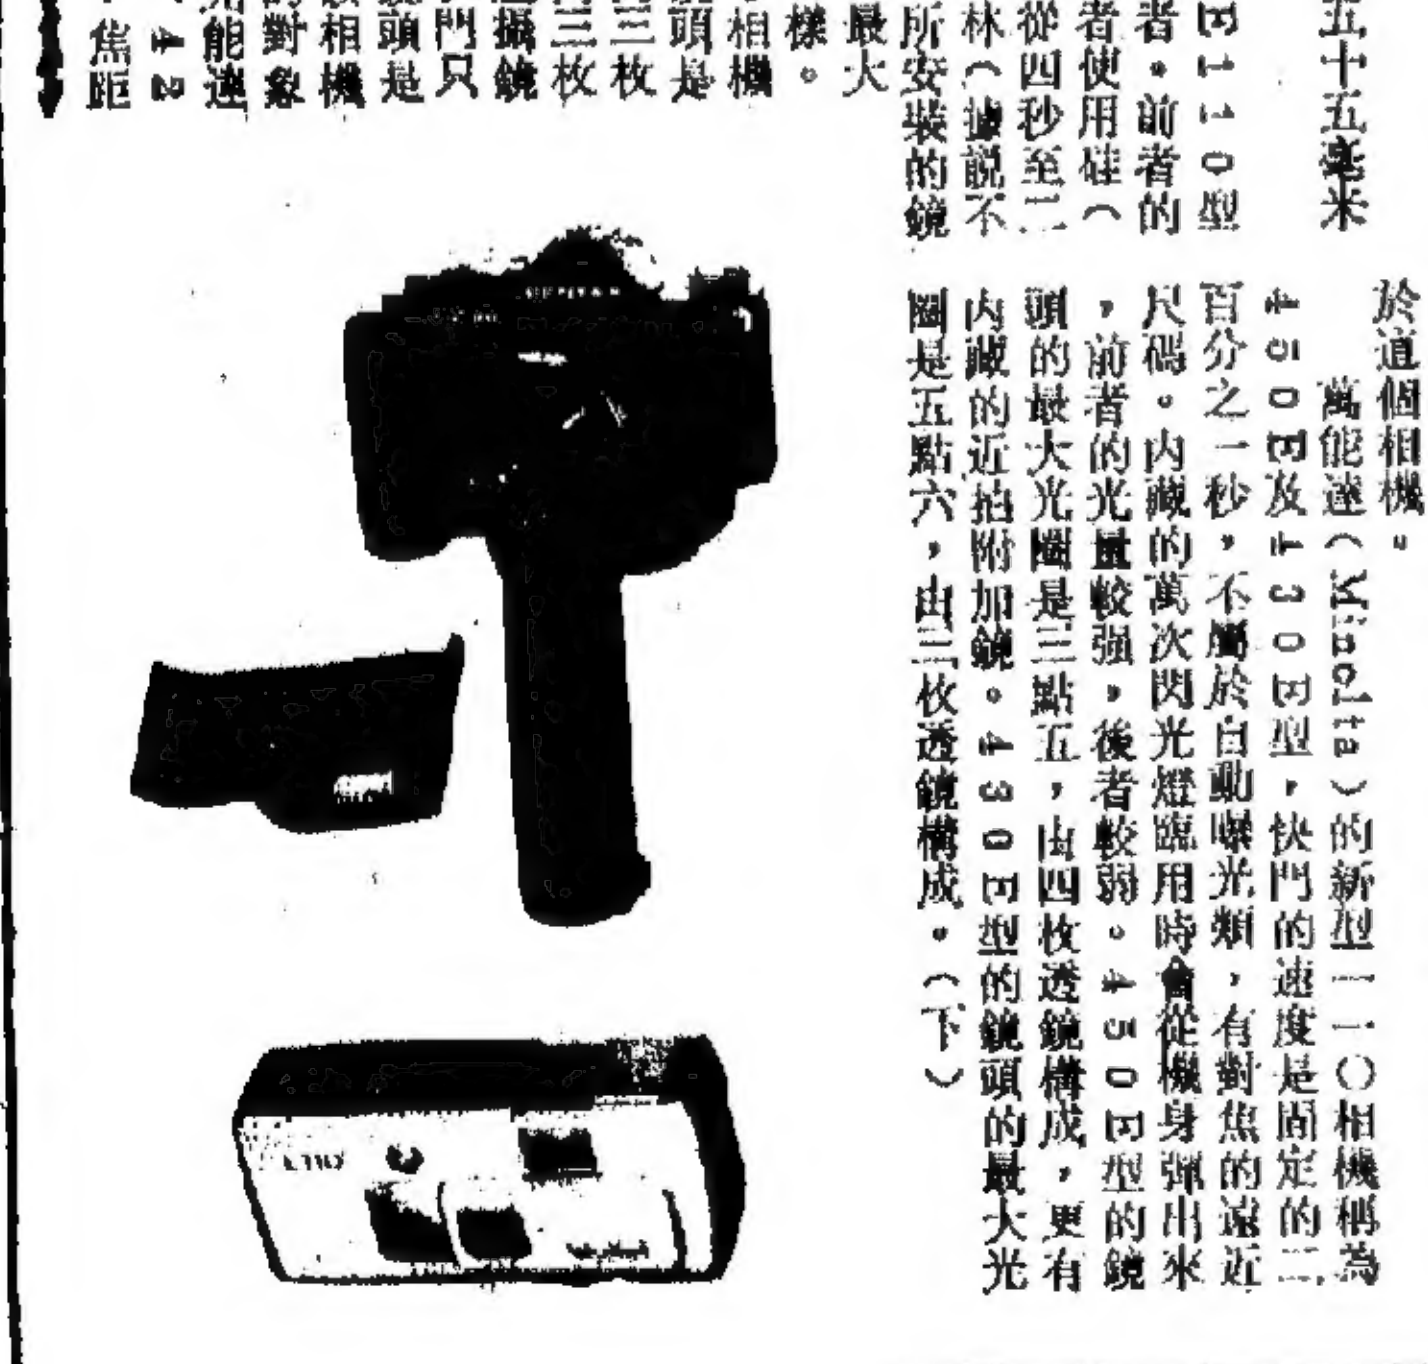 五十五毫米
E110型
者。前者的
者使用硅(
從四秒至二
林(據說不
所安裝的鏡
最大
樣。
相機
頭是
三枚
三枚
攝鏡
門只
頭是
相機
對象
能達
42
焦距
於這個相機。
萬能達(Minolta)的新型一一〇相機稱為
450E及430E型,快門的速度是固定的二
百分之一秒,不屬於自動曝光類,有對焦的遠近
尺碼。內藏的萬次閃光燈臨用時會從機身彈出來
,前者的光量較强,後者較弱。450E型的鏡
頭的最大光圈是三點五,由四枚透鏡構成,更有
內藏的近拍附加鏡。430E型的鏡頭的最大光
圈是五點六,由三枚透鏡構成。(下)